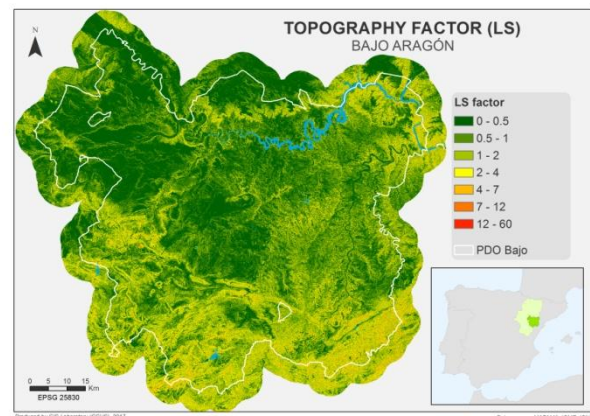 TOPOGRAPHY FACTOR (LS)
BAJO ARAGÓN
N
LS factor
0 - 0.5
0.5 - 1
1 - 2
2 - 4
4 - 7
7 - 12
12 - 60
PDO Bajo
0 5 10 15
Km
EPSG 25830